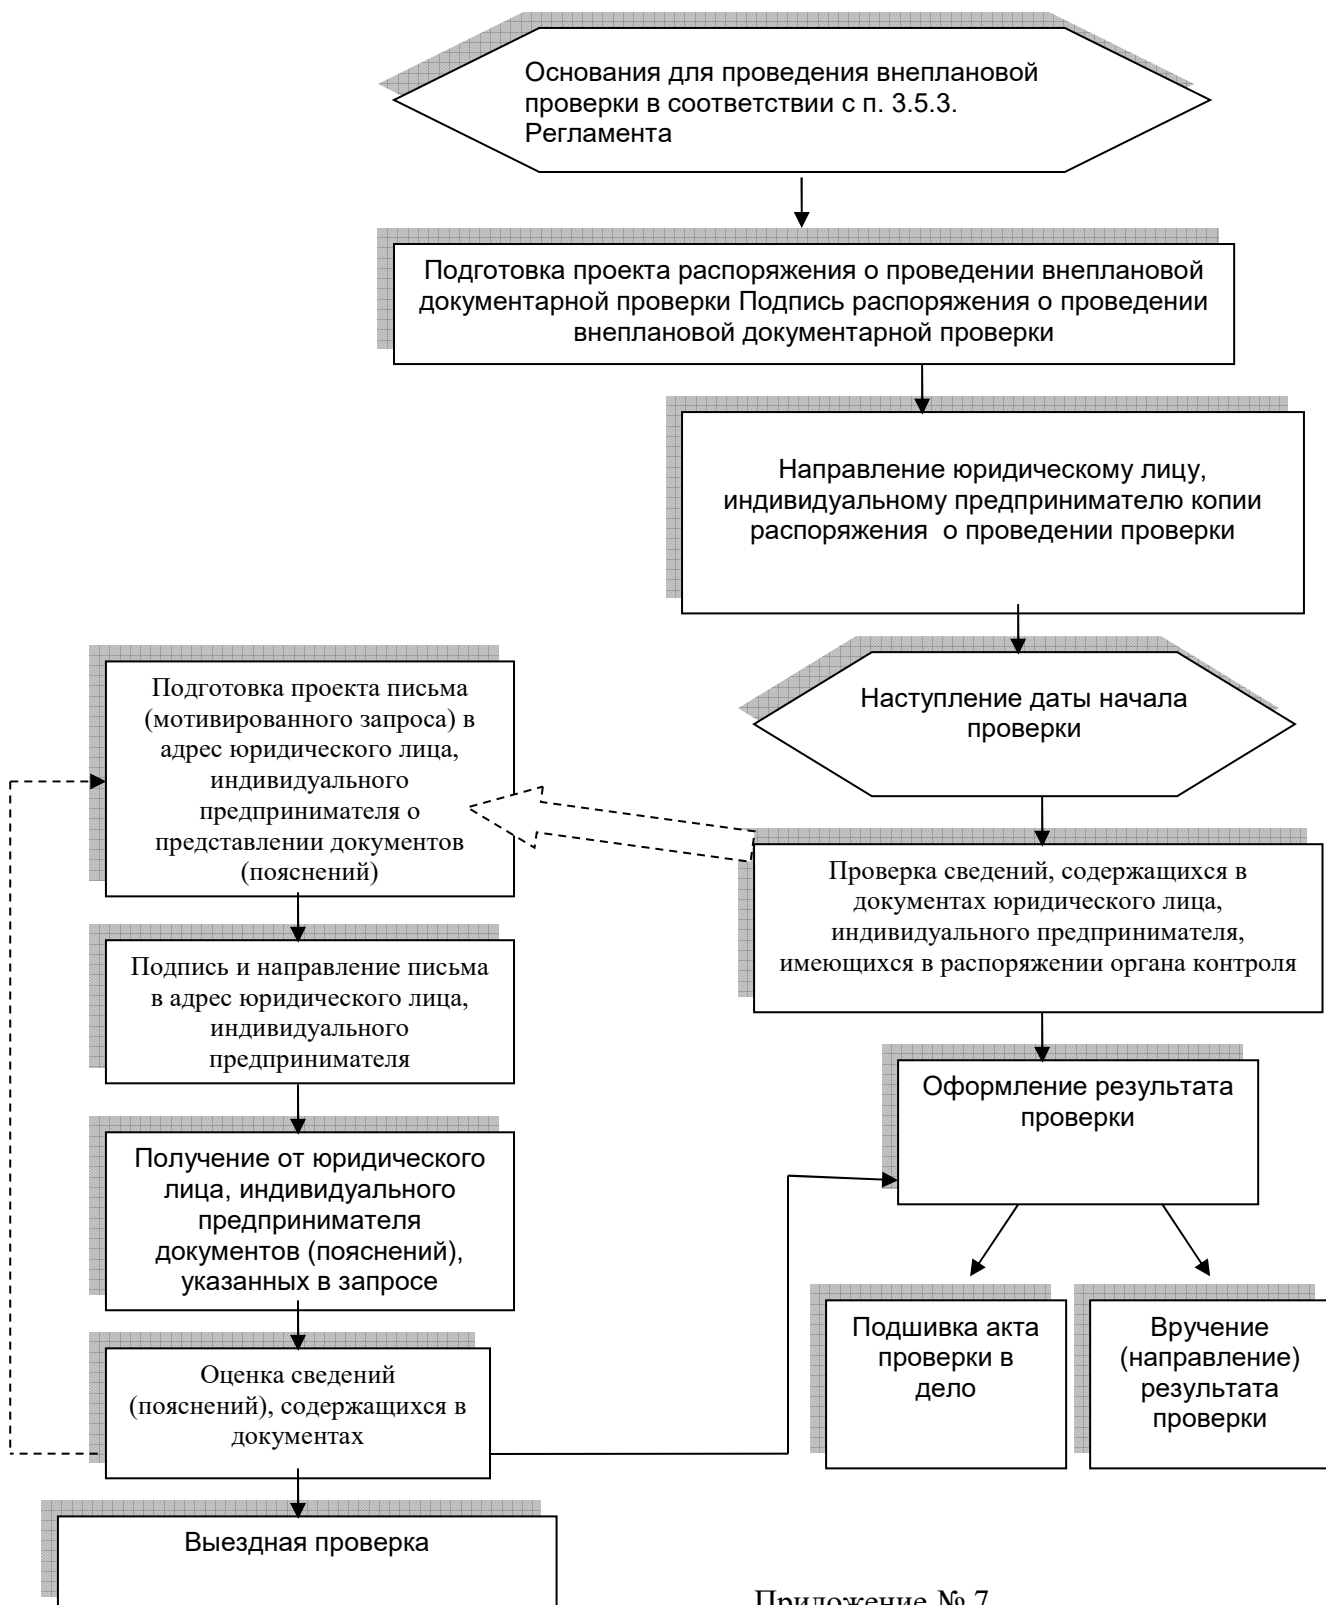 Основания для проведения внеплановой
проверки в соответствии с п. 3.5.3.
Регламента
Подготовка проекта распоряжения о проведении внеплановой
документарной проверки Подпись распоряжения о проведении
внеплановой документарной проверки
Направление юридическому лицу,
индивидуальному предпринимателю копии
распоряжения о проведении проверки
Наступление даты начала
проверки
Подготовка проекта письма
(мотивированного запроса) в
адрес юридического лица,
индивидуального
предпринимателя о
представлении документов
(пояснений)
Проверка сведений, содержащихся в
документах юридического лица,
индивидуального предпринимателя,
имеющихся в распоряжении органа контроля
Подпись и направление письма
в адрес юридического лица,
индивидуального
предпринимателя
Оформление результата
проверки
Получение от юридического
лица, индивидуального
предпринимателя
документов (пояснений),
указанных в запросе
Оценка сведений
(пояснений), содержащихся в
документах
Подшивка акта
проверки в
дело
Вручение
(направление)
результата
проверки
Выездная проверка
Приложение № 7